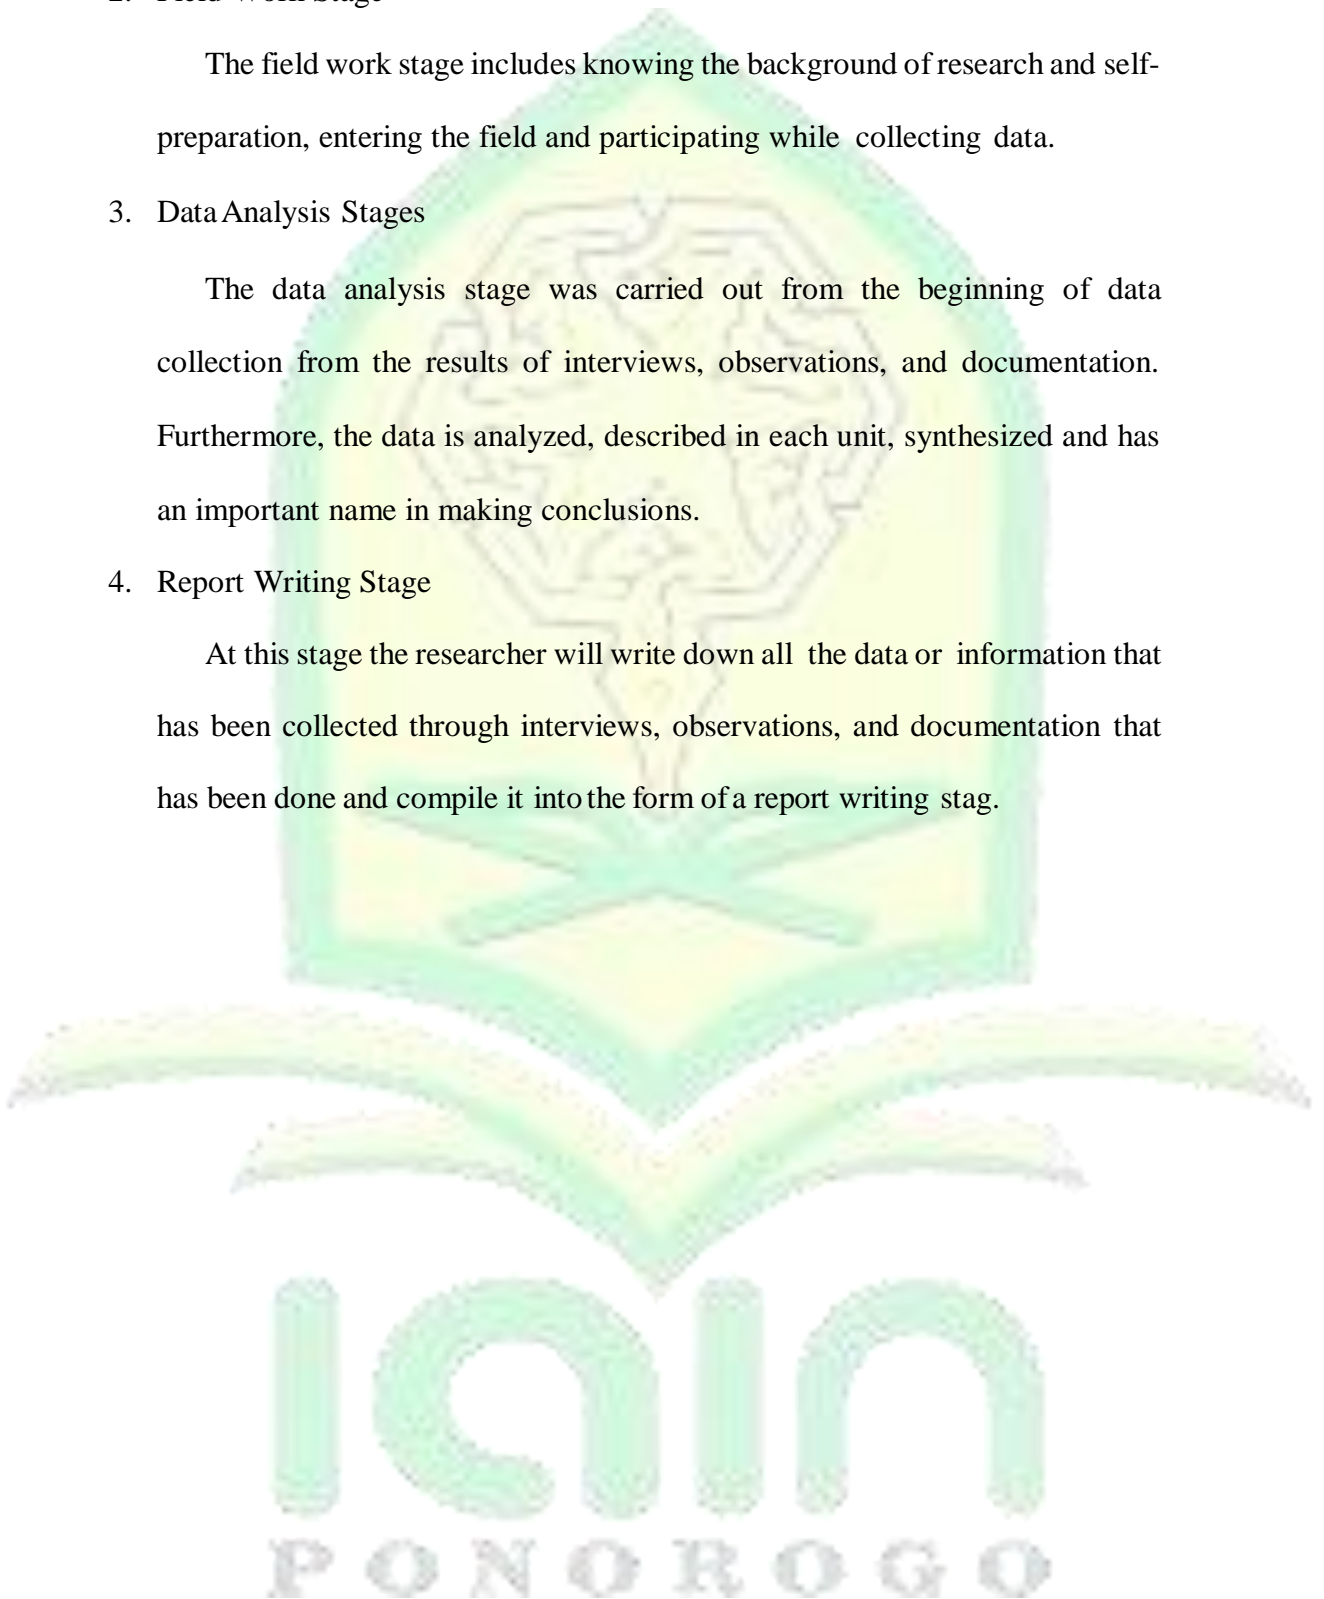 2. Field Work Stage
The field work stage includes knowing the background of research and self-
preparation, entering the field and participating while collecting data.
3. Data Analysis Stages
The data analysis stage was carried out from the beginning of data
collection from the results of interviews, observations, and documentation.
Furthermore, the data is analyzed, described in each unit, synthesized and has
an important name in making conclusions.
4. Report Writing Stage
At this stage the researcher will write down all the data or information that
has been collected through interviews, observations, and documentation that
has been done and compile it into the form of a report writing stag.
iain
PONOROGO